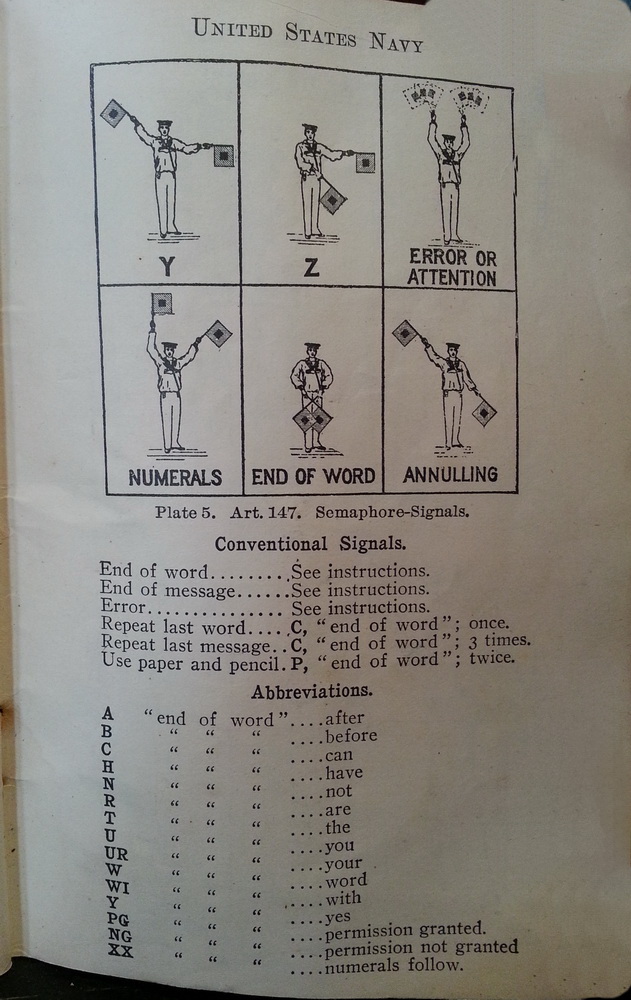 UNITED STATES NAVY
Y
Z
ERROR OR
ATTENTION
NUMERALS
END OF WORD
ANNULLING
Plate 5. Art. 147. Semaphore-Signals.
Conventional Signals.
End of word..........See instructions.
End of message......See instructions.
Error............... See instructions.
Repeat last word.....C, "end of word"; once.
Repeat last message..C, "end of word"; 3 times.
Use paper and pencil.P, "end of word"; twice.
Abbreviations.
A "end of word"....after
B " " " ....before
C " " " ....can
H " " " ....have
N " " " ....not
R " " " ....are
T " " " ....the
U " " " ....you
UR " " " ....your
W " " " ....word
WI " " " ....with
Y " " " ....yes
PG " " " ....permission granted.
NG " " " ....permission not granted
XX " " " ....numerals follow.